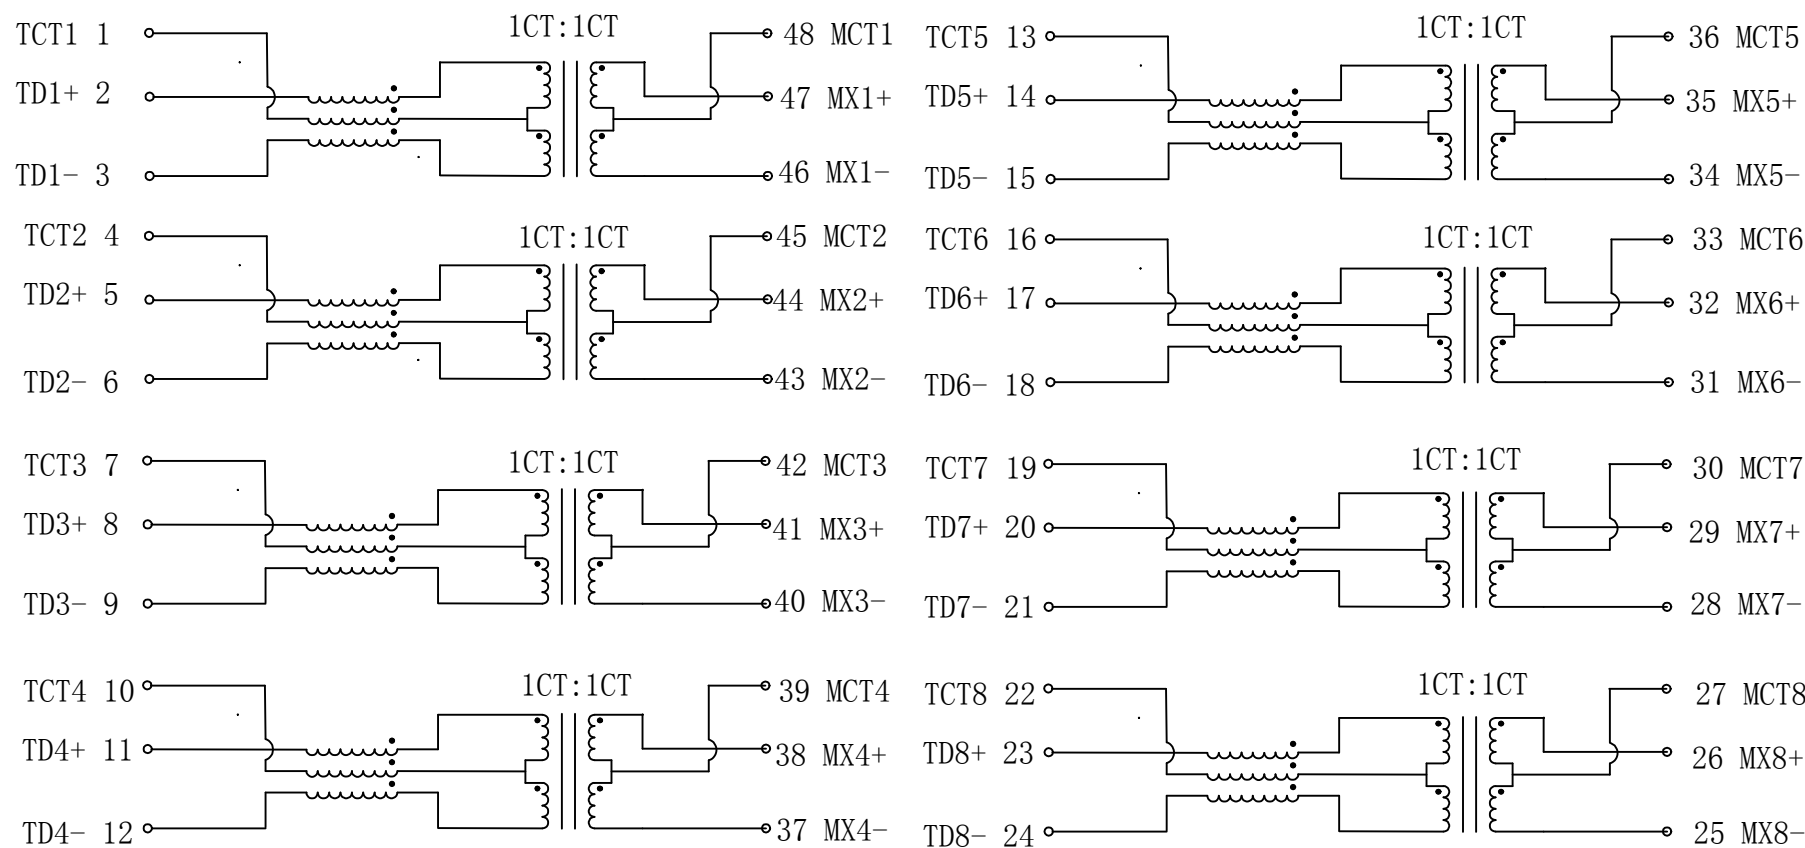 TCT1 1
1CT:1CT
48 MCT1
TD1+ 2
47 MX1+
TD1- 3
46 MX1-
TCT2 4
1CT:1CT
45 MCT2
TD2+ 5
44 MX2+
TD2- 6
43 MX2-
TCT3 7
1CT:1CT
42 MCT3
TD3+ 8
41 MX3+
TD3- 9
40 MX3-
TCT4 10
1CT:1CT
39 MCT4
TD4+ 11
38 MX4+
TD4- 12
37 MX4-
TCT5 13
1CT:1CT
36 MCT5
TD5+ 14
35 MX5+
TD5- 15
34 MX5-
TCT6 16
1CT:1CT
33 MCT6
TD6+ 17
32 MX6+
TD6- 18
31 MX6-
TCT7 19
1CT:1CT
30 MCT7
TD7+ 20
29 MX7+
TD7- 21
28 MX7-
TCT8 22
1CT:1CT
27 MCT8
TD8+ 23
26 MX8+
TD8- 24
25 MX8-